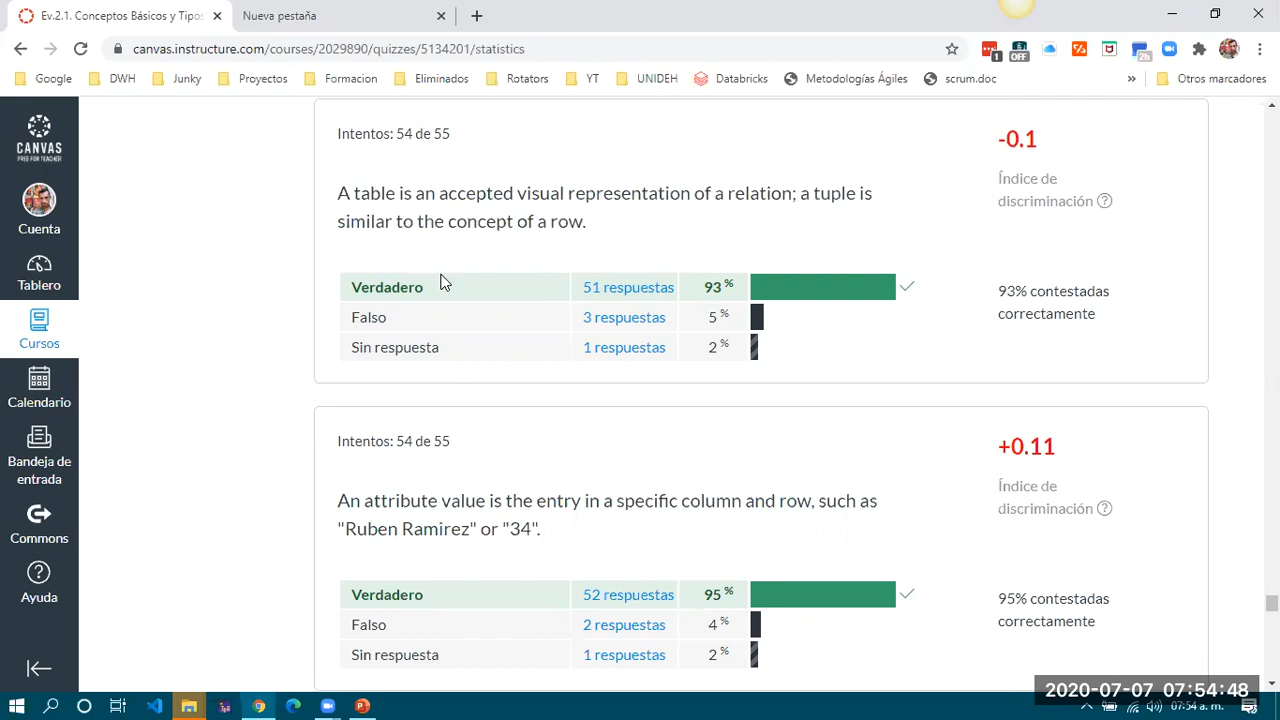 Ev.2.1. Conceptos Básicos y Tipos
Nueva pestaña
canvas.instructure.com/courses/2029890/quizzes/5134201/statistics
1
OFF
2h
Google
DWH
Junky
Proyectos
Formacion
Eliminados
Rotators
YT
UNIDEH
Databricks
Metodologías Ágiles
scrum.doc
»
Otros marcadores
CANVAS
FREE FOR TEACHER
Cuenta
Tablero
Cursos
Calendario
Bandeja de
entrada
Commons
Ayuda
Intentos: 54 de 55
-0.1
Índice de
discriminación ?
A table is an accepted visual representation of a relation; a tuple is
similar to the concept of a row.
Verdadero 51 respuestas 93 %
Falso 3 respuestas 5 %
Sin respuesta 1 respuestas 2 %
93% contestadas
correctamente
Intentos: 54 de 55
+0.11
Índice de
discriminación ?
An attribute value is the entry in a specific column and row, such as
"Ruben Ramirez" or "34".
Verdadero 52 respuestas 95 %
Falso 2 respuestas 4 %
Sin respuesta 1 respuestas 2 %
95% contestadas
correctamente
2020-07-07 07:54:48
07:54 a. m.